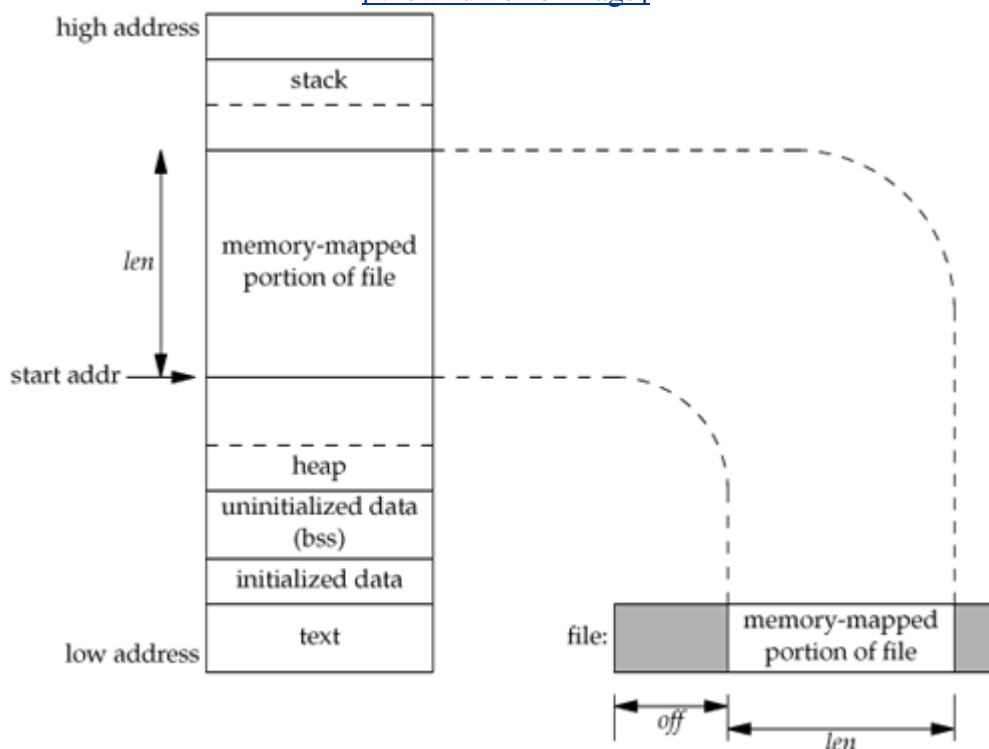 high address
stack
memory-mapped
portion of file
len
start addr
heap
uninitialized data
(bss)
initialized data
text
low address
file:
memory-mapped
portion of file
off
len